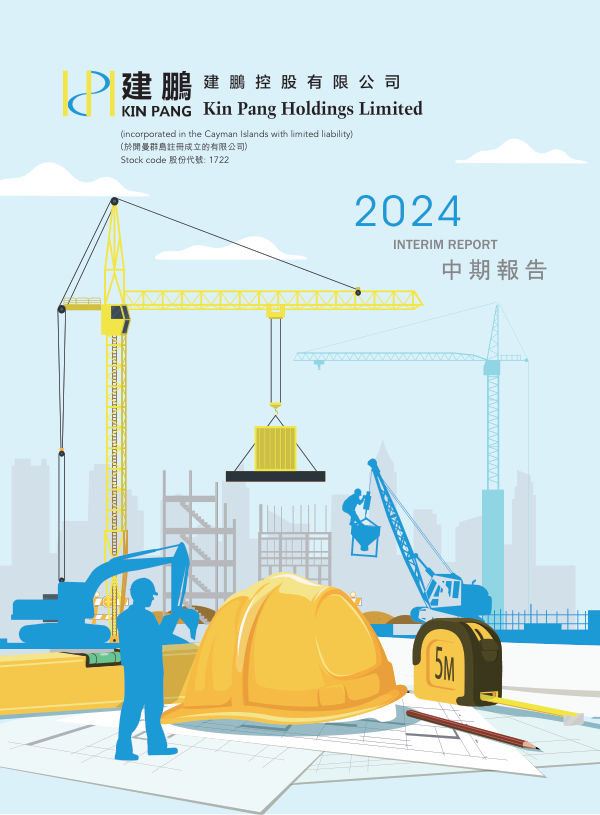 建鵬
KIN PANG
建鵬控股有限公司
Kin Pang Holdings Limited
(incorporated in the Cayman Islands with limited liability)
(於開曼群島註冊成立的有限公司)
Stock code 股份代號: 1722
2024
INTERIM REPORT
中期報告
5M